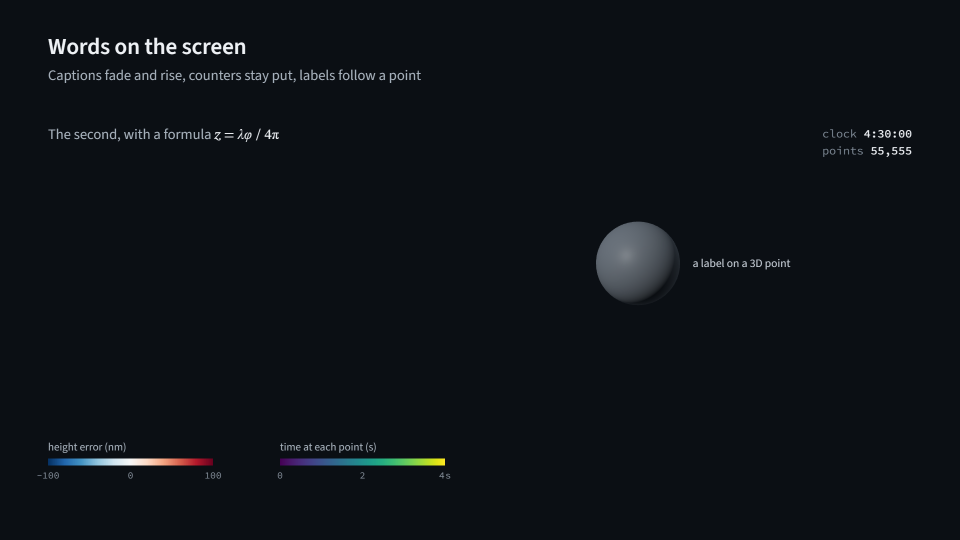 Words on the screen
Captions fade and rise, counters stay put, labels follow a point
The second, with a formula z = λφ / 4π
clock 4:30:00
points 55,555
a label on a 3D point
height error (nm)
−100 0 100
time at each point (s)
0 2 4s